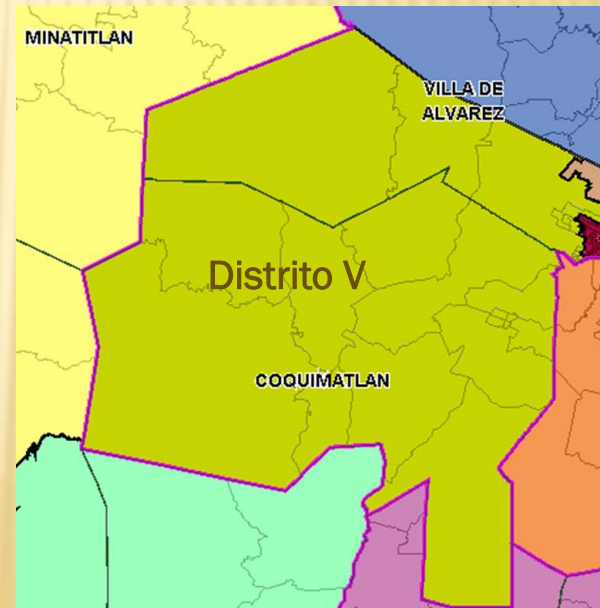 MINATITLAN
VILLA DE
ALVAREZ
Distrito V
COQUIMATLAN